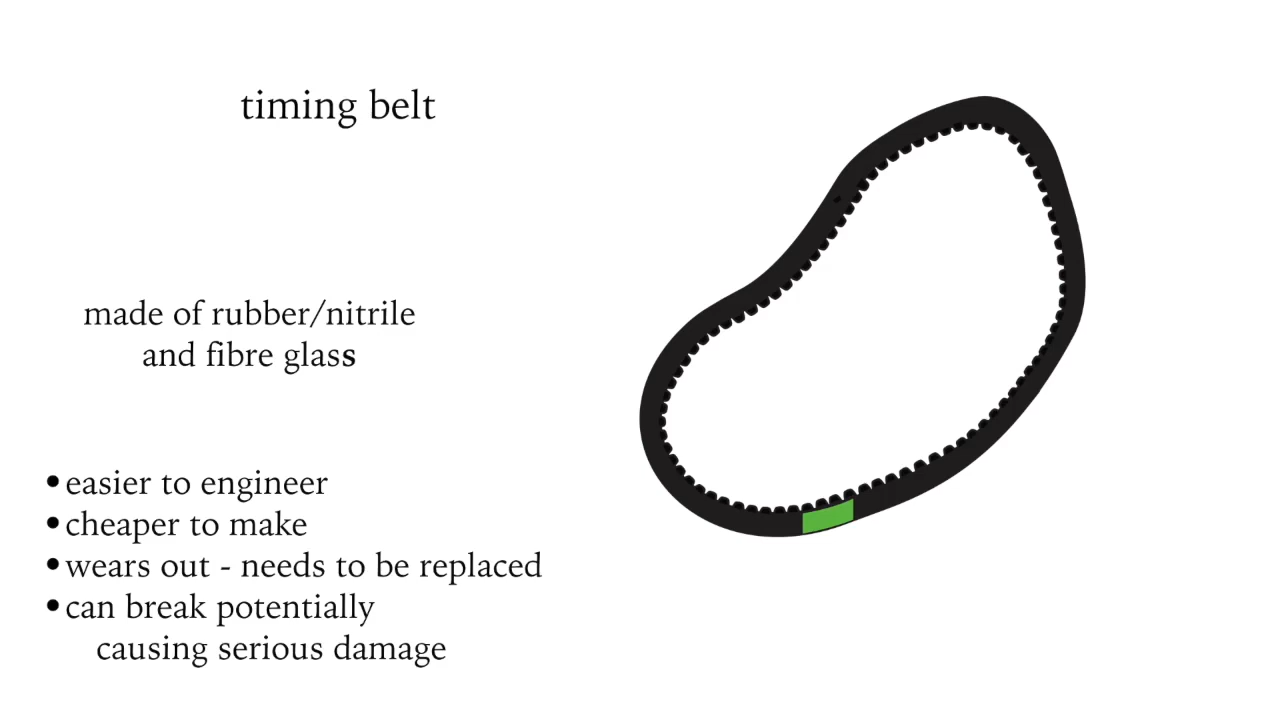 timing belt
made of rubber/nitrile
and fibre glass
•easier to engineer
•cheaper to make
•wears out - needs to be replaced
•can break potentially
causing serious damage